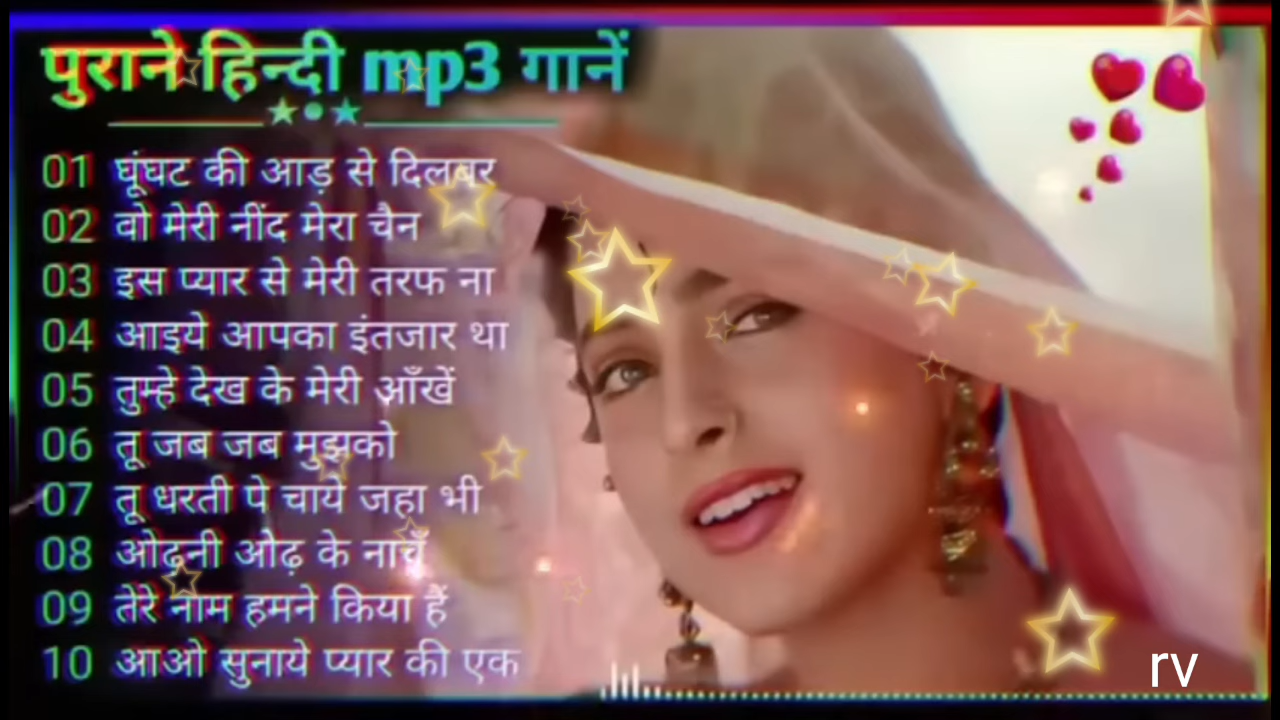 पुराने हिन्दी mp3 गानें
01 घूंघट की आड़ से दिलबर
02 वो मेरी नींद मेरा चैन
03 इस प्यार से मेरी तरफ ना
04 आइये आपका इंतजार था
05 तुम्हे देख के मेरी आँखें
06 तू जब जब मुझको
07 तू धरती पे चाये जहा भी
08 ओढ़नी ओढ़ के नाचूँ
09 तेरे नाम हमने किया हैं
10 आओ सुनाये प्यार की एक
rv